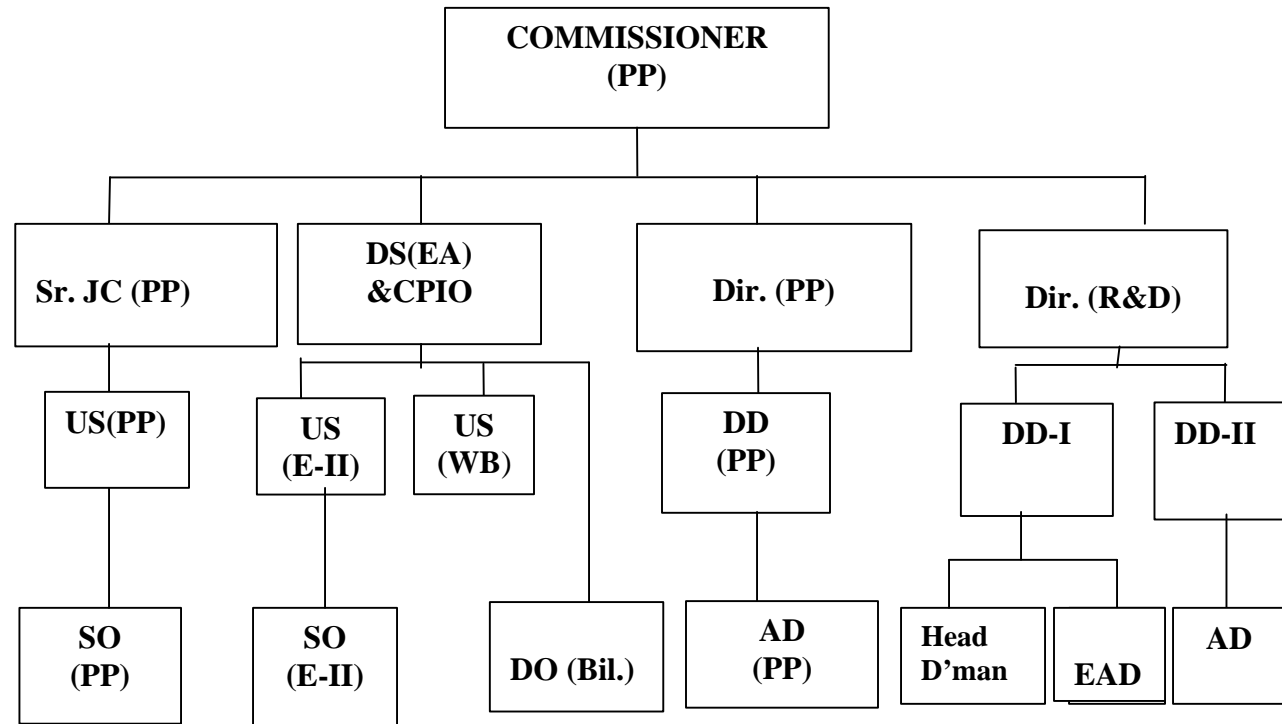 COMMISSIONER
(PP)
Sr. JC (PP)
DS(EA)
&CPIO
Dir. (PP)
Dir. (R&D)
US(PP)
US
(E-II)
US
(WB)
DD
(PP)
DD-I
DD-II
SO
(PP)
SO
(E-II)
DO (Bil.)
AD
(PP)
Head
D’man
EAD
AD